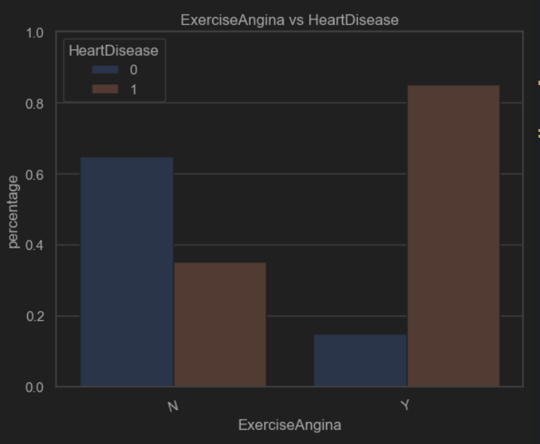 ExerciseAngina vs HeartDisease
1.0
HeartDisease
0
1
0.8
0.6
0.4
0.2
0.0
percentage
N
Y
ExerciseAngina